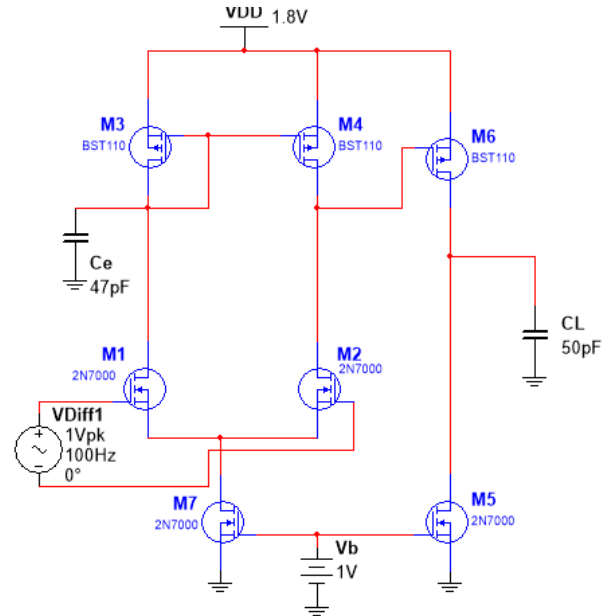 VDD 1.8V
M3
BST110
M4
BST110
M6
BST110
Ce
47pF
CL
50pF
M1
2N7000
M2
2N7000
VDiff1
1Vpk
100Hz
0°
M7
2N7000
Vb
1V
M5
2N7000